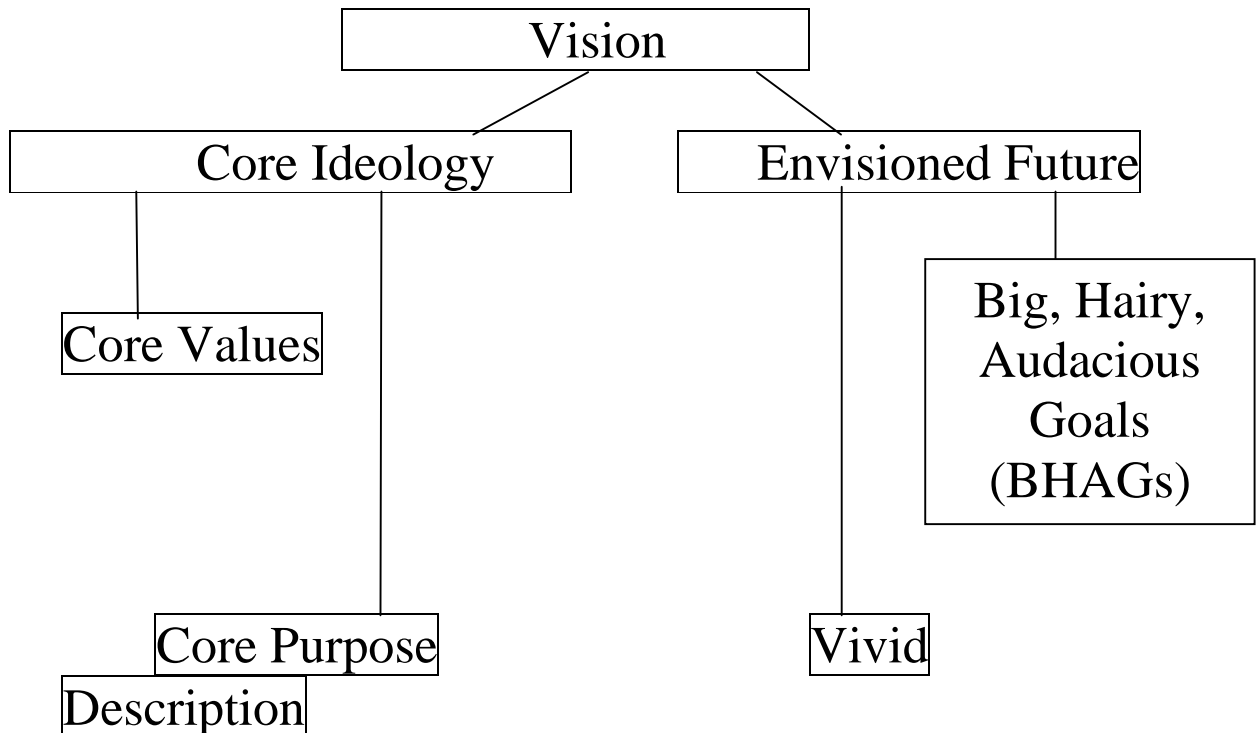 Vision
Core Ideology
Envisioned Future
Core Values
Big, Hairy,
Audacious
Goals
(BHAGs)
Core Purpose
Vivid
Description